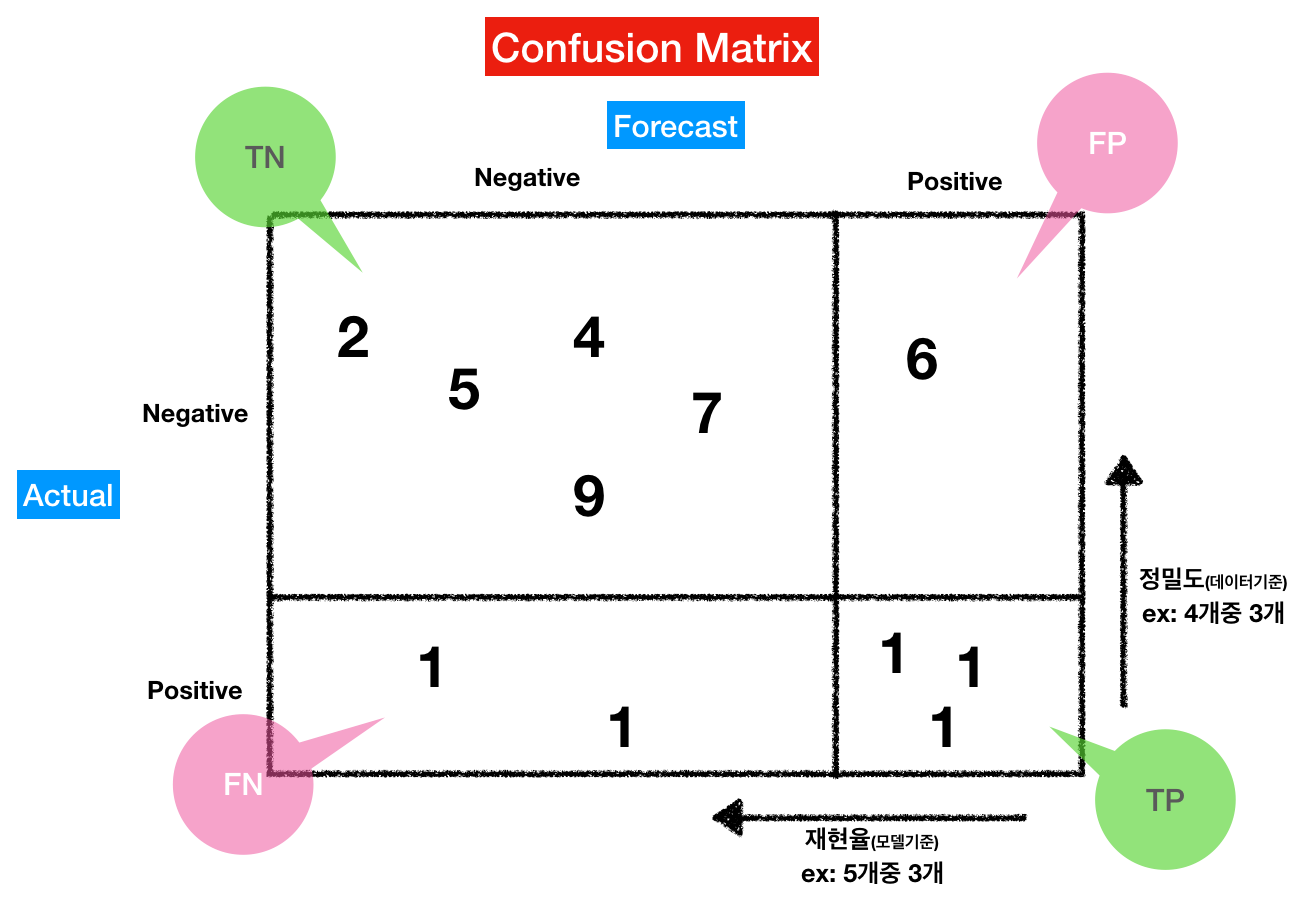 Confusion Matrix
Forecast
TN
FP
Negative
Positive
2
4
5
6
7
Negative
9
Actual
정밀도(데이터기준)
ex: 4개중 3개
1
1
1
Positive
1
1
FN
TP
재현율(모델기준)
ex: 5개중 3개